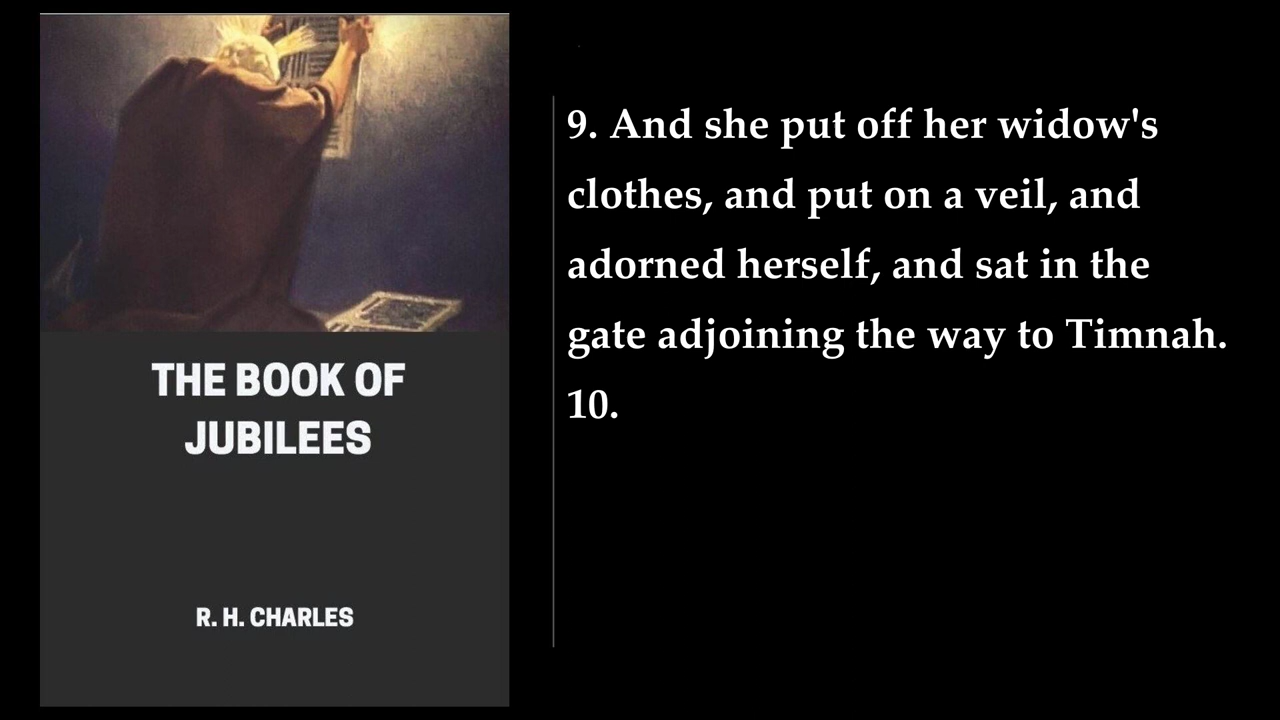 THE BOOK OF
JUBILEES
R. H. CHARLES
9. And she put off her widow's
clothes, and put on a veil, and
adorned herself, and sat in the
gate adjoining the way to Timnah.
10.